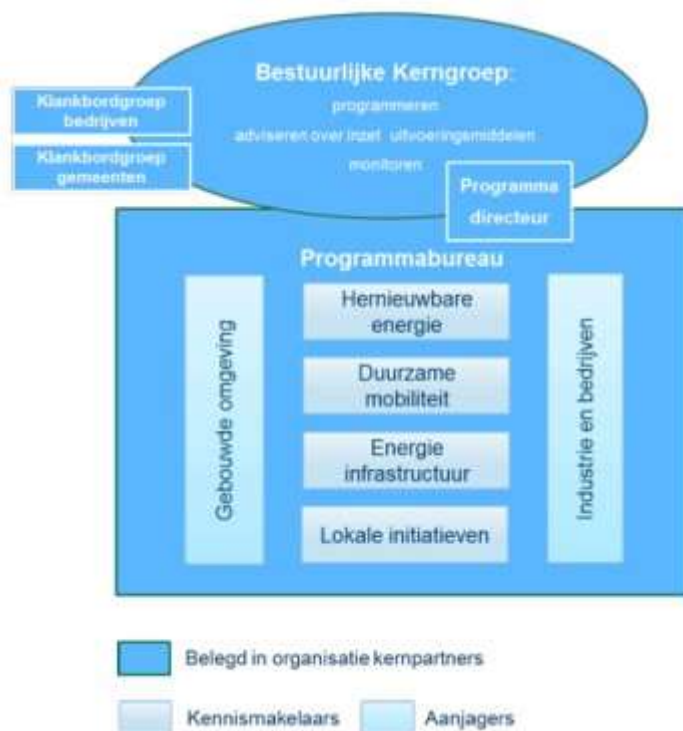 Bestuurlijke Kerngroep:
programmeren
adviseren over inzet uitvoeringsmiddelen
monitoren
Klankbordgroep
bedrijven
Klankbordgroep
gemeenten
Programma
directeur
Programmabureau
Gebouwde omgeving
Hernieuwbare
energie
Duurzame
mobiliteit
Energie
infrastructuur
Lokale initiatieven
Industrie en bedrijven
Belegd in organisatie kernpartners
Kennismakelaars
Aanjagers